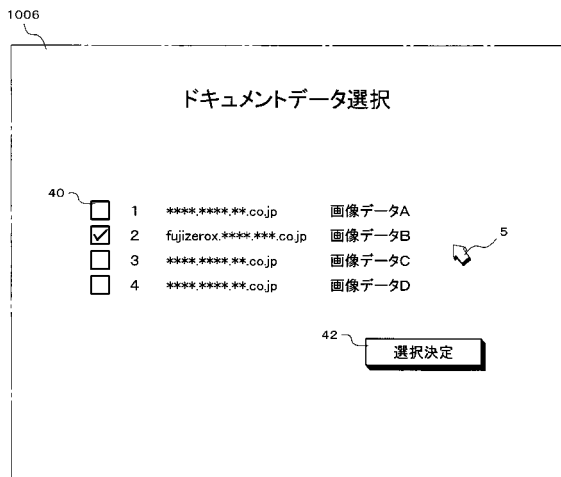 1006
ドキュメントデータ選択
40
1 ****.****.**.co.jp 画像データA
2 fujizerox.****.***.co.jp 画像データB
5
3 ****.****.**.co.jp 画像データC
4 ****.****.**.co.jp 画像データD
42
選択決定